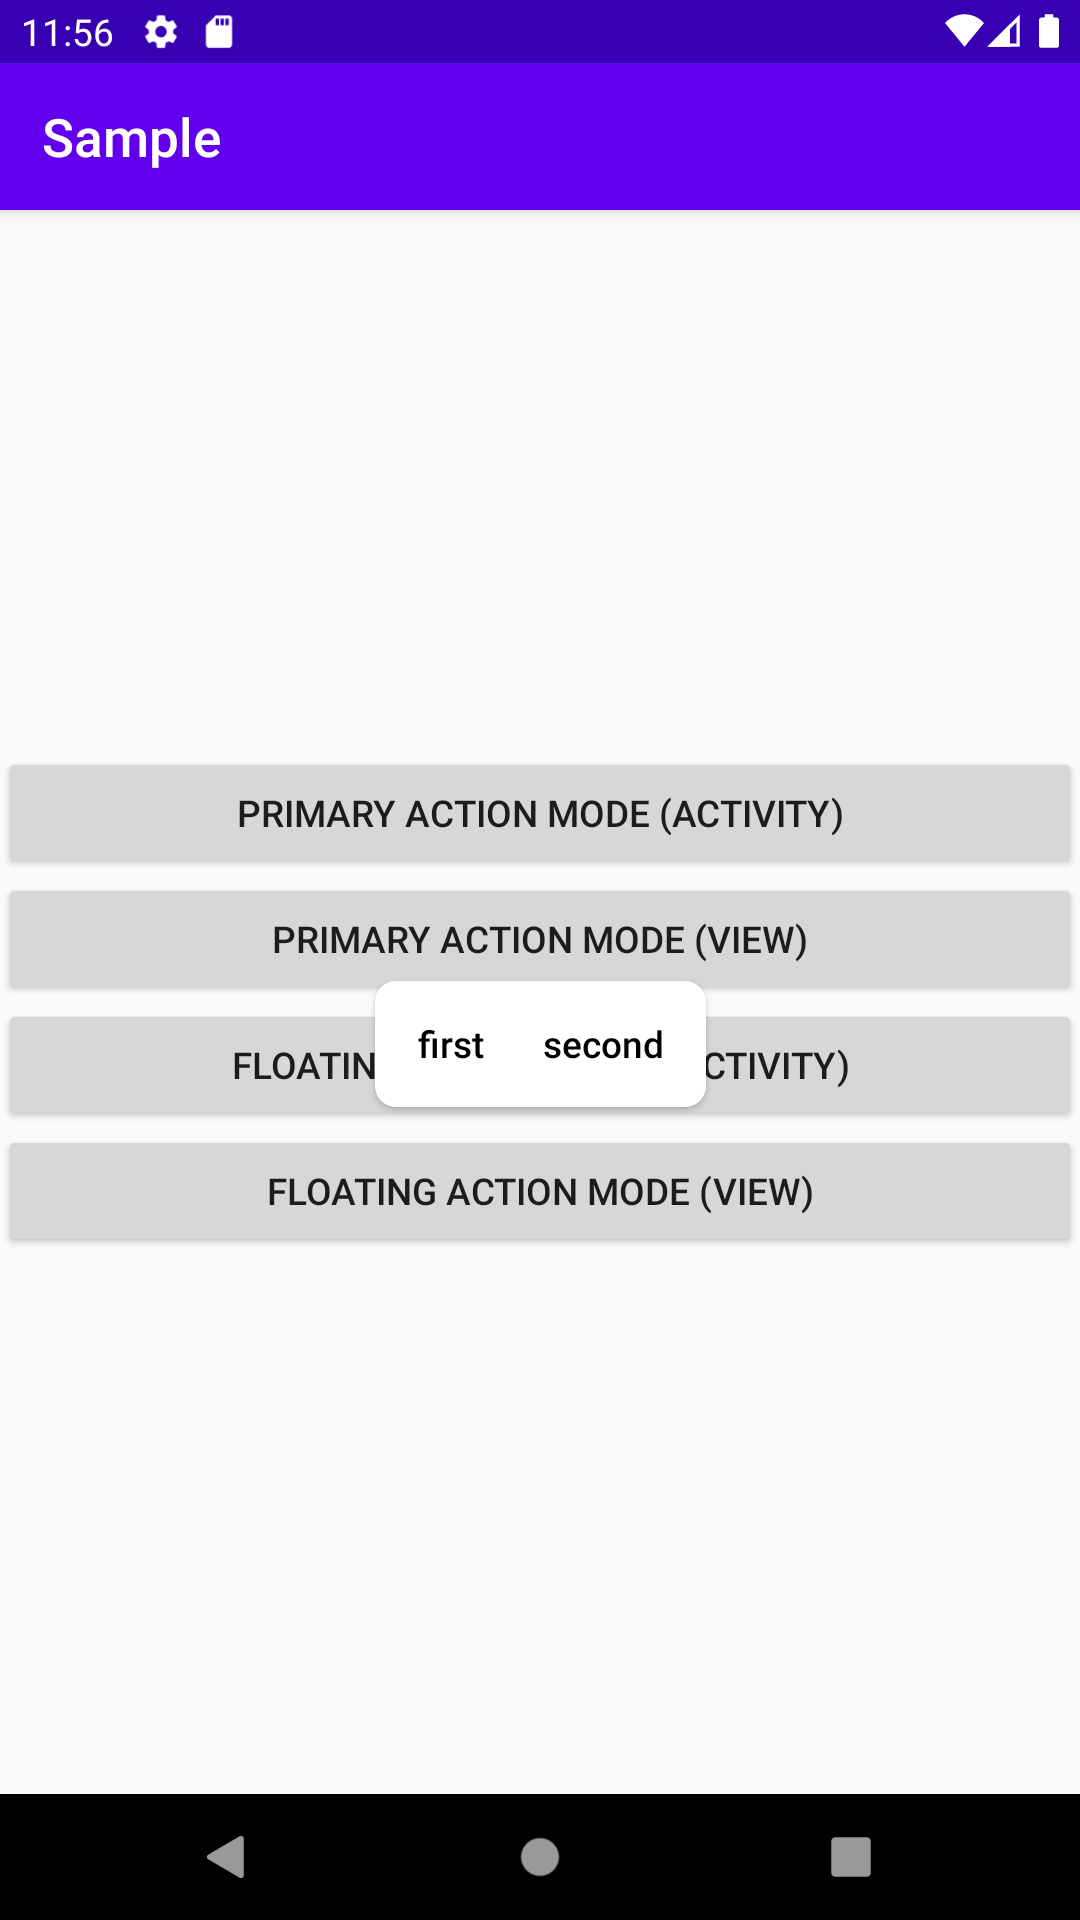 11:56
Sample
PRIMARY ACTION MODE (ACTIVITY)
PRIMARY ACTION MODE (VIEW)
first second
FLOATIN CTIVITY)
FLOATING ACTION MODE (VIEW)